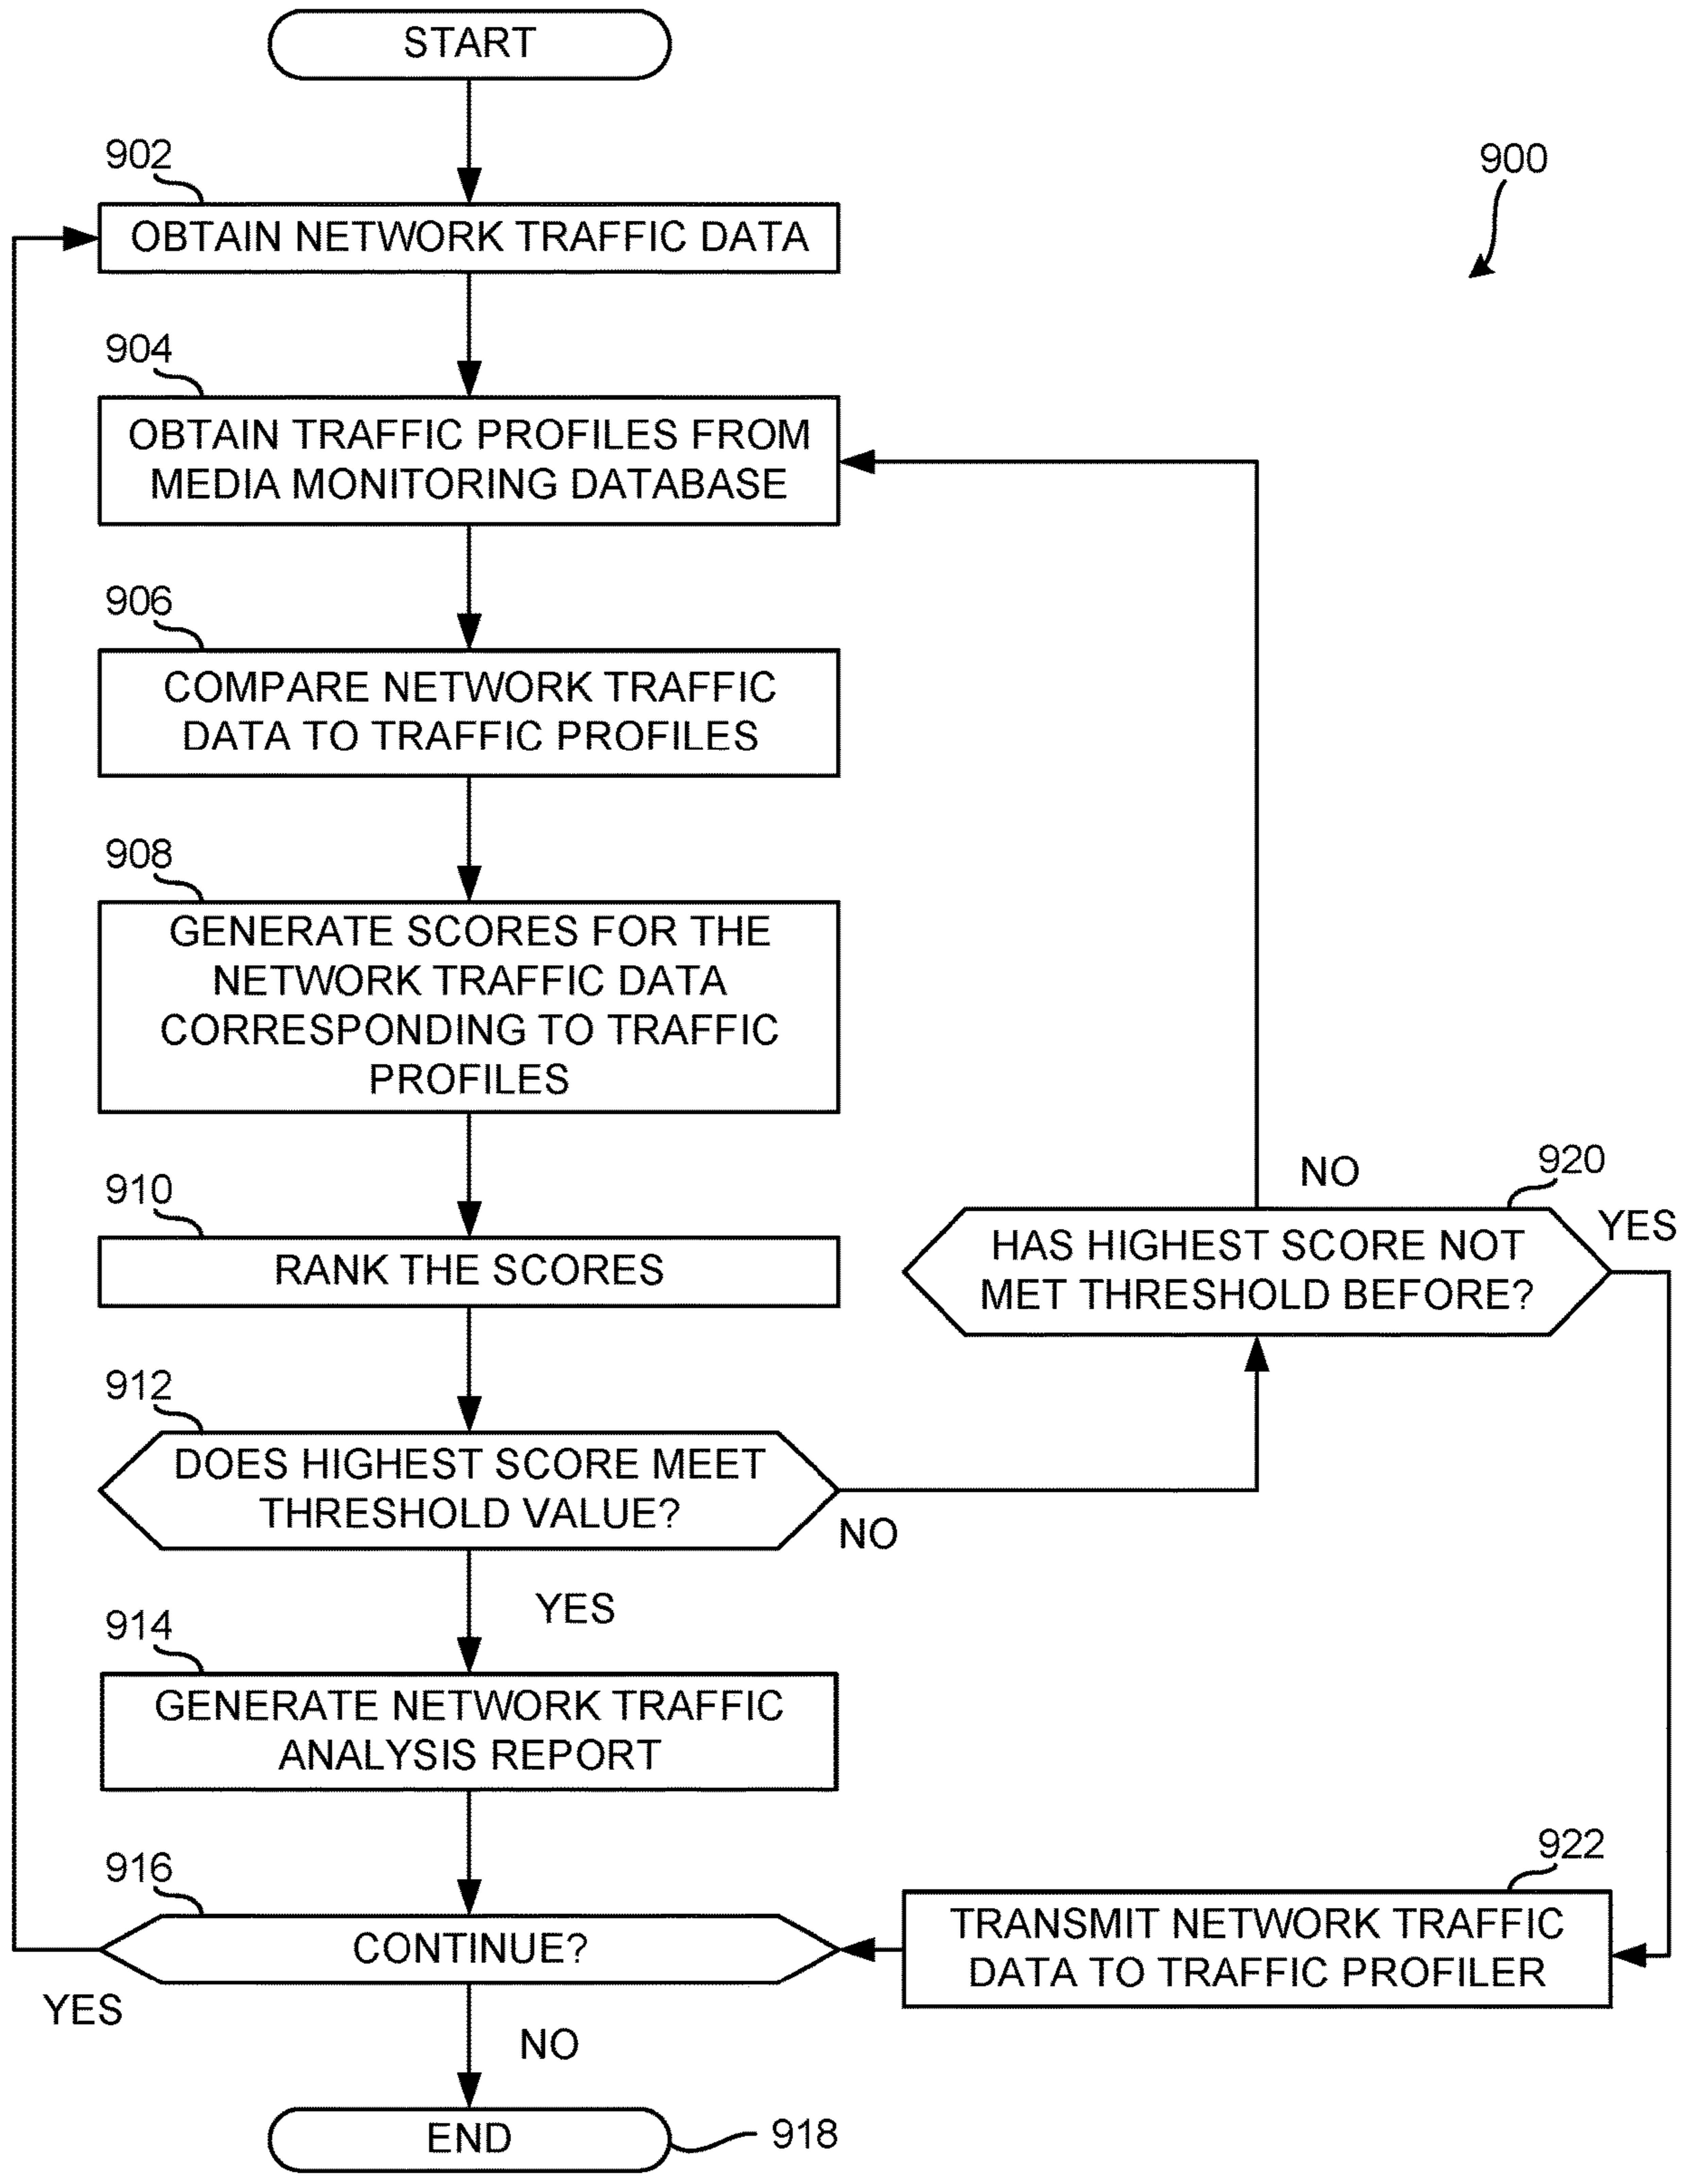 START
902
900
OBTAIN NETWORK TRAFFIC DATA
904
OBTAIN TRAFFIC PROFILES FROM
MEDIA MONITORING DATABASE
906
COMPARE NETWORK TRAFFIC
DATA TO TRAFFIC PROFILES
908
GENERATE SCORES FOR THE
NETWORK TRAFFIC DATA
CORRESPONDING TO TRAFFIC
PROFILES
910
RANK THE SCORES
NO
920
YES
HAS HIGHEST SCORE NOT
MET THRESHOLD BEFORE?
912
DOES HIGHEST SCORE MEET
THRESHOLD VALUE?
NO
YES
914
GENERATE NETWORK TRAFFIC
ANALYSIS REPORT
916
CONTINUE?
922
TRANSMIT NETWORK TRAFFIC
DATA TO TRAFFIC PROFILER
YES
NO
END
918